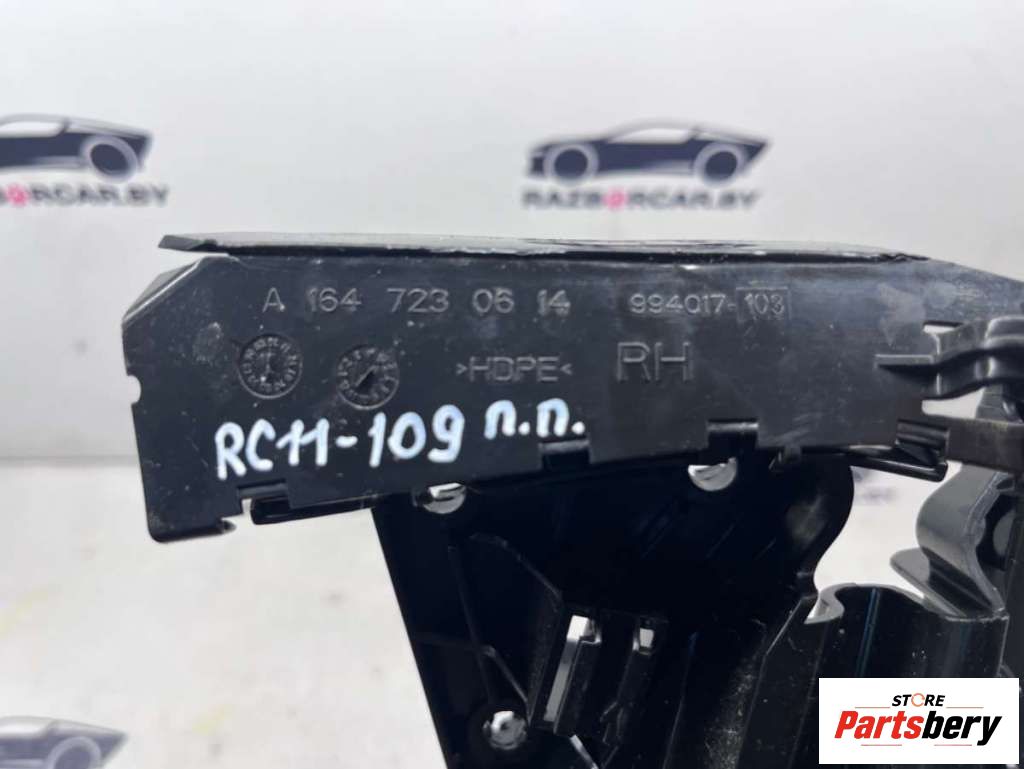 RAZBORCAR.BY
RAZBORCAR.BY
A 164 723 06 14 994017-103
>HDPE< RH
RC11-109 п.п.
STORE
Partsbery